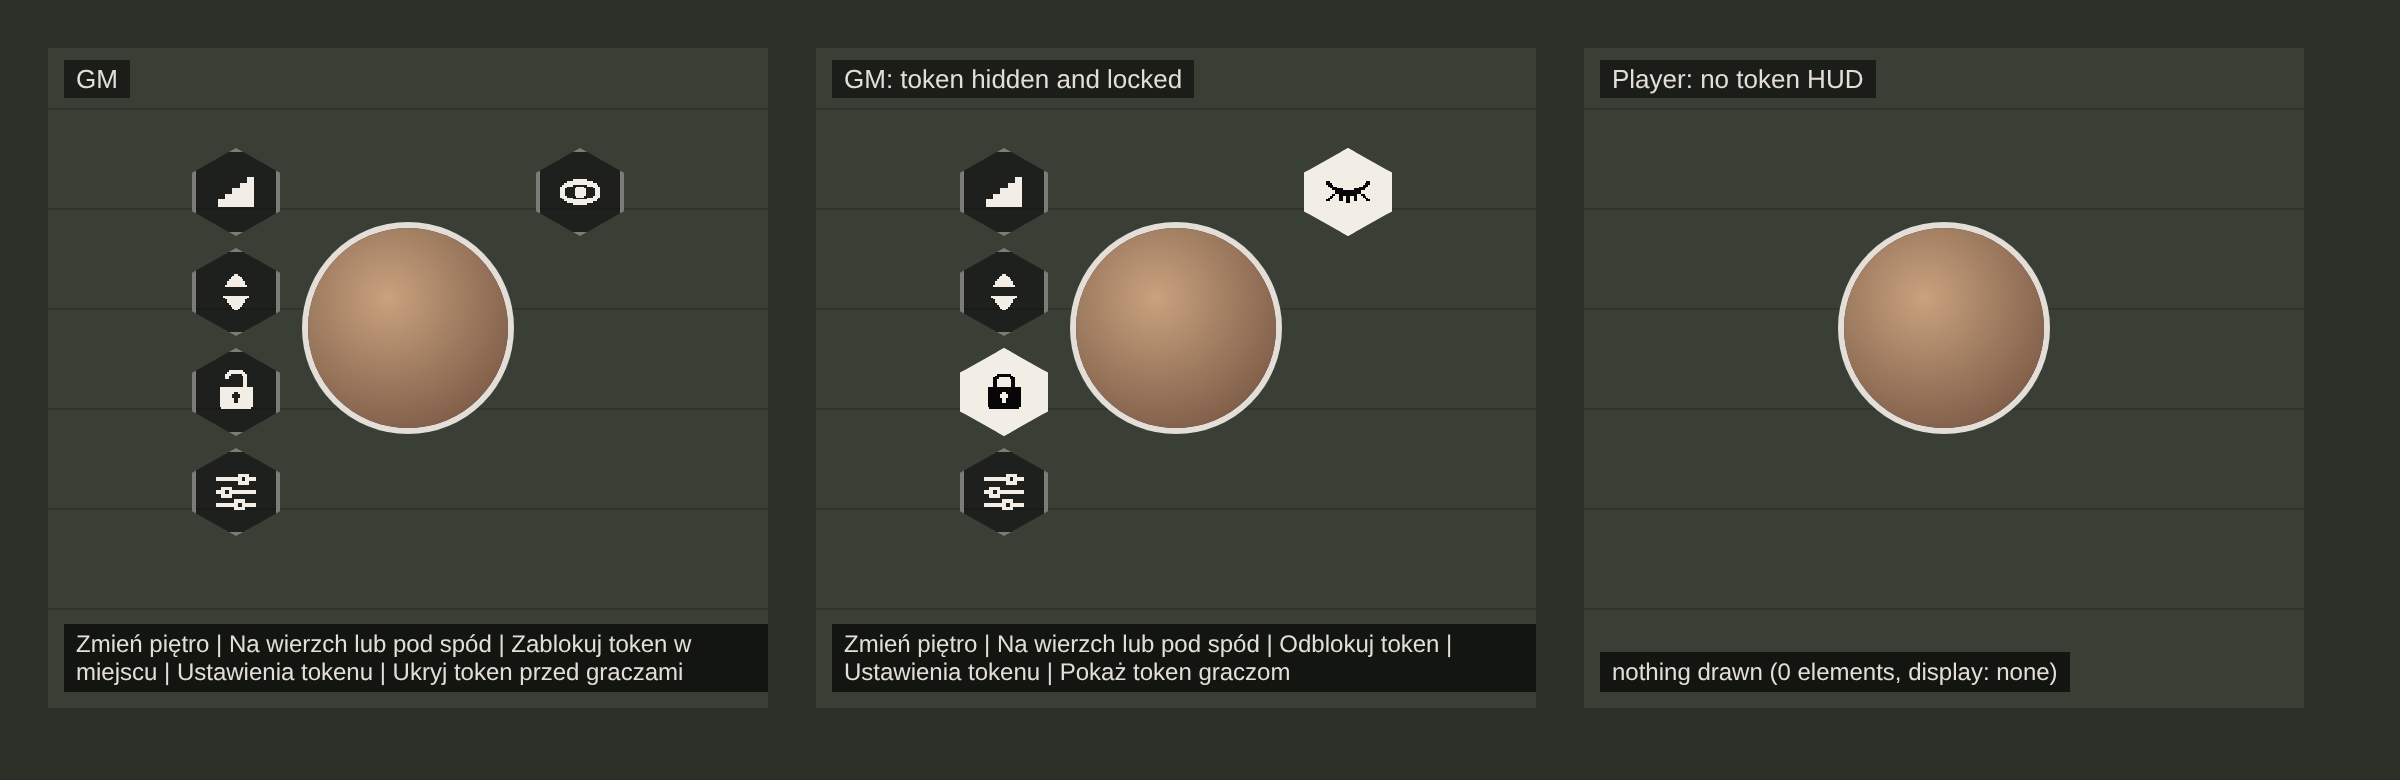 GM
Zmień piętro | Na wierzch lub pod spód | Zablokuj token w
miejscu | Ustawienia tokenu | Ukryj token przed graczami
GM: token hidden and locked
Zmień piętro | Na wierzch lub pod spód | Odblokuj token |
Ustawienia tokenu | Pokaż token graczom
Player: no token HUD
nothing drawn (0 elements, display: none)